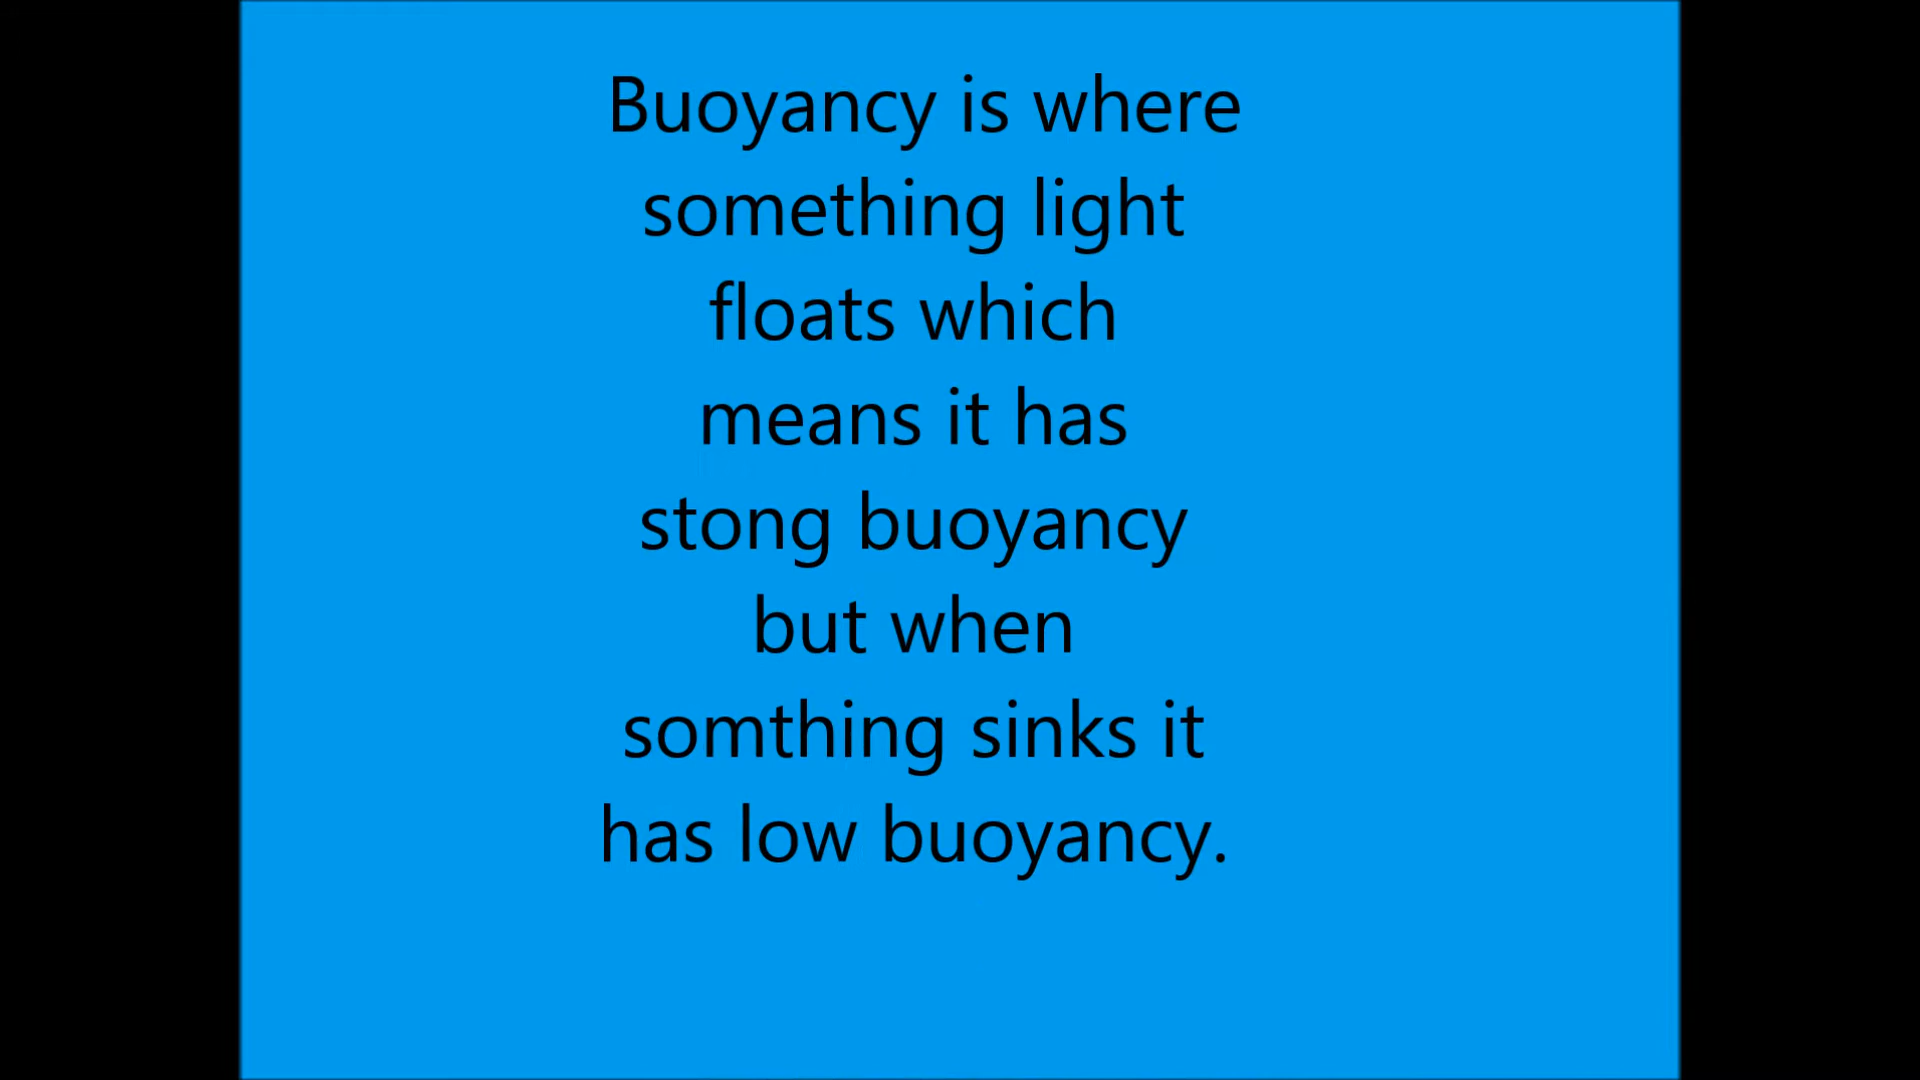 Buoyancy is where
something light
floats which
means it has
stong buoyancy
but when
somthing sinks it
has low buoyancy.